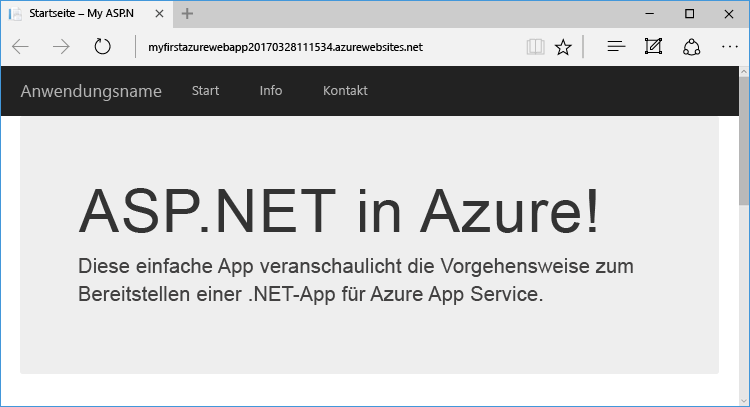 Startseite – My ASP.N
myfirstazurewebapp20170328111534.azurewebsites.net
Anwendungsname Start Info Kontakt
ASP.NET in Azure!
Diese einfache App veranschaulicht die Vorgehensweise zum
Bereitstellen einer .NET-App für Azure App Service.